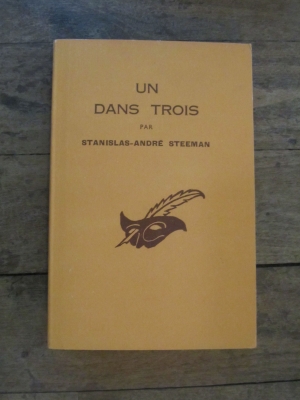 UN
DANS TROIS
PAR
STANISLAS-ANDRÉ STEEMAN